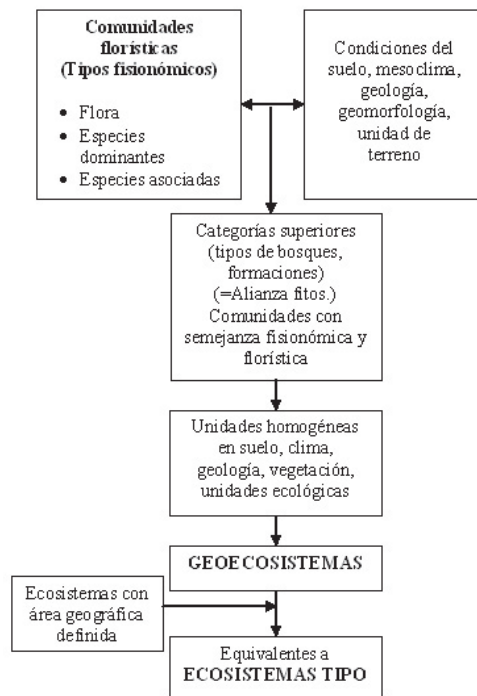 Comunidades
florísticas
(Tipos fisionómicos)
• Flora
• Especies
dominantes
• Especies asociadas
Condiciones del
suelo, mesoclima,
geología,
geomorfología,
unidad de
terreno
Categorías superiores
(tipos de bosques,
formaciones)
(=Alianza fitos.)
Comunidades con
semejanza fisionómica y
florística
Unidades homogéneas
en suelo, clima,
geología, vegetación,
unidades ecológicas
GEOECOSISTEMAS
Ecosistemas con
área geográfica
definida
Equivalentes a
ECOSISTEMAS TIPO